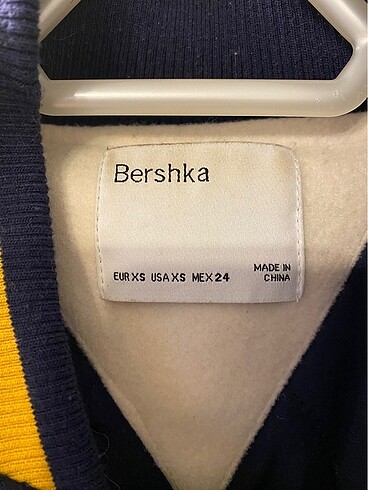 Bershka
EUR XS USA XS MEX 24
MADE IN
CHINA